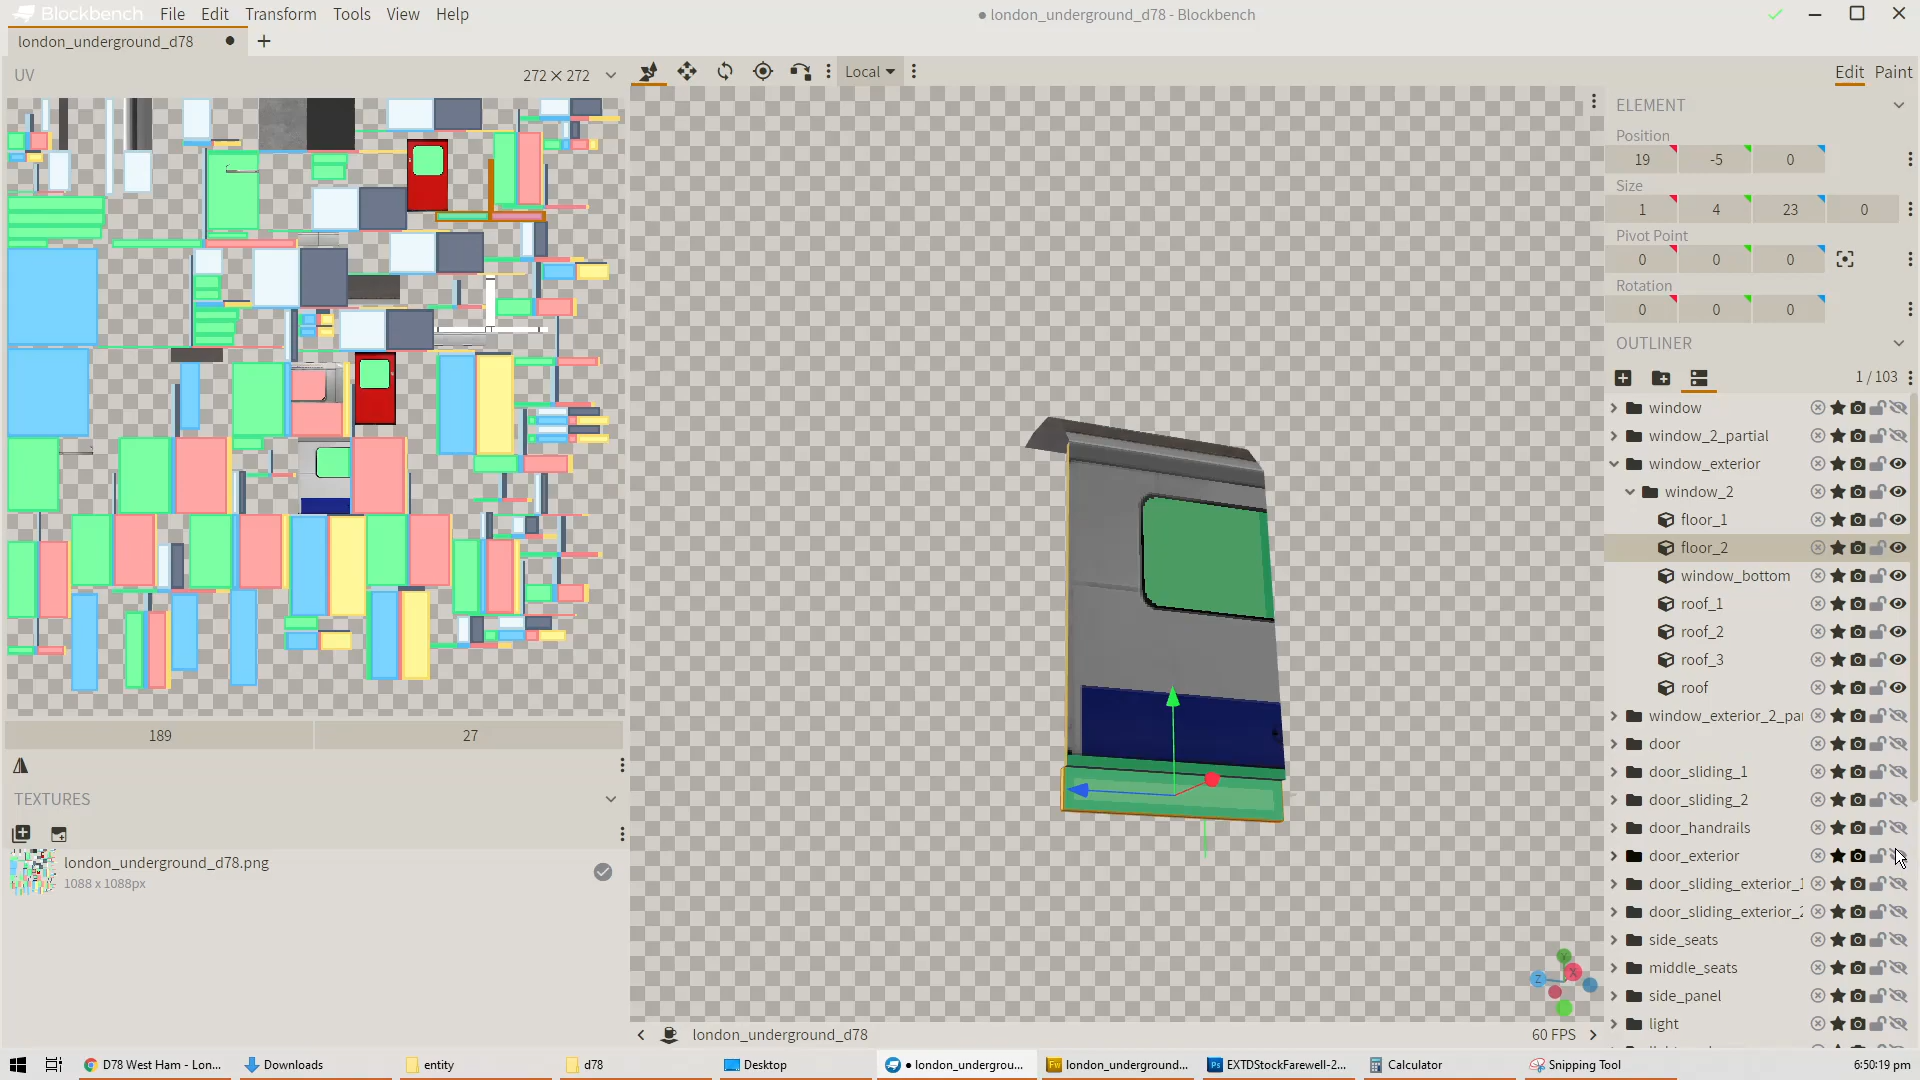 Blockbench
File
Edit
Transform
Tools
View
Help
● london_underground_d78 - Blockbench
london_underground_d78
UV
272 × 272
Local
Edit
Paint
ELEMENT
Position
19
-5
0
Size
1
4
23
0
Pivot Point
0
0
0
Rotation
0
0
0
OUTLINER
1 / 103
window
window_2_partial
window_exterior
window_2
floor_1
floor_2
window_bottom
roof_1
roof_2
roof_3
roof
window_exterior_2_par
door
door_sliding_1
door_sliding_2
door_handrails
door_exterior
door_sliding_exterior_1
door_sliding_exterior_2
side_seats
middle_seats
side_panel
light
189
27
TEXTURES
london_underground_d78.png
1088 x 1088px
london_underground_d78
60 FPS
D78 West Ham - Lon...
Downloads
entity
d78
Desktop
● london_undergrou...
london_underground...
EXTDStockFarewell-2...
Calculator
Snipping Tool
6:50:19 pm